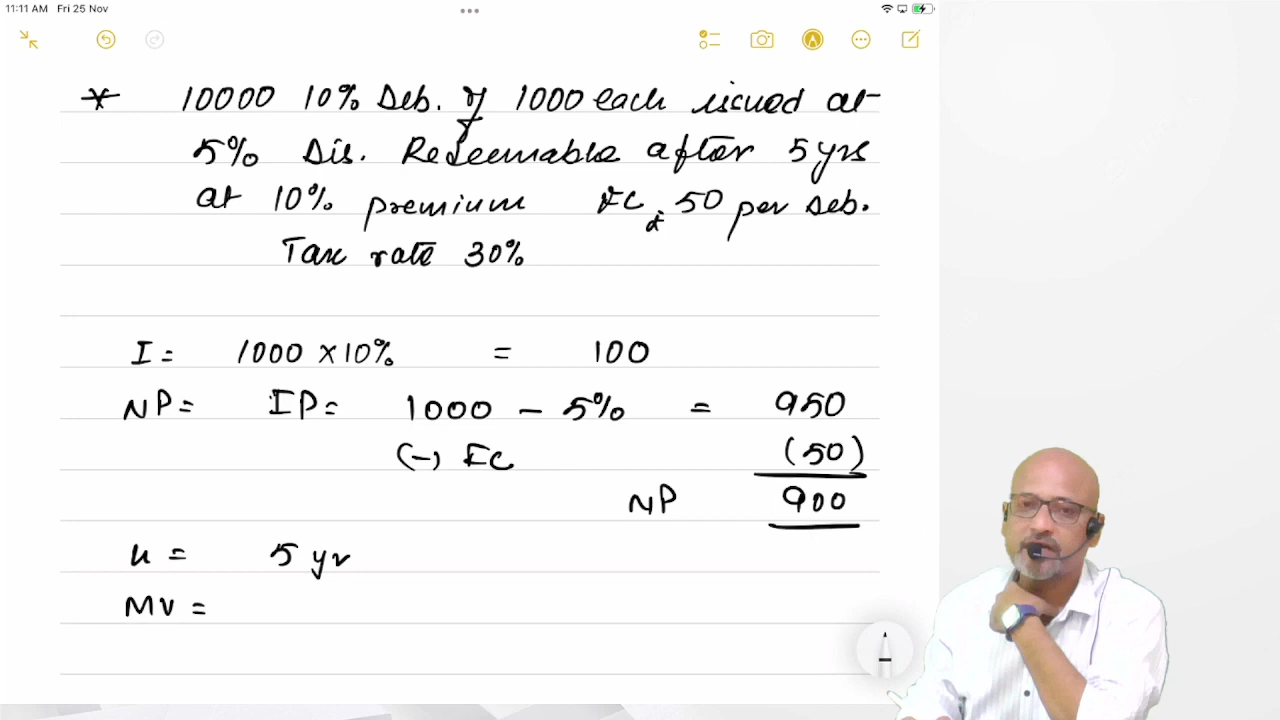 11:11 AM Fri 25 Nov
* 10000 10% Deb. of 1000 each issued at
5% Dis. Redeemable after 5 yrs
at 10% premium FC = 50 per deb.
Tax rate 30%
I = 1000 × 10% = 100
NP = IP = 1000 - 5% = 950
(-) FC (50)
NP 900
n = 5 yr
MV =